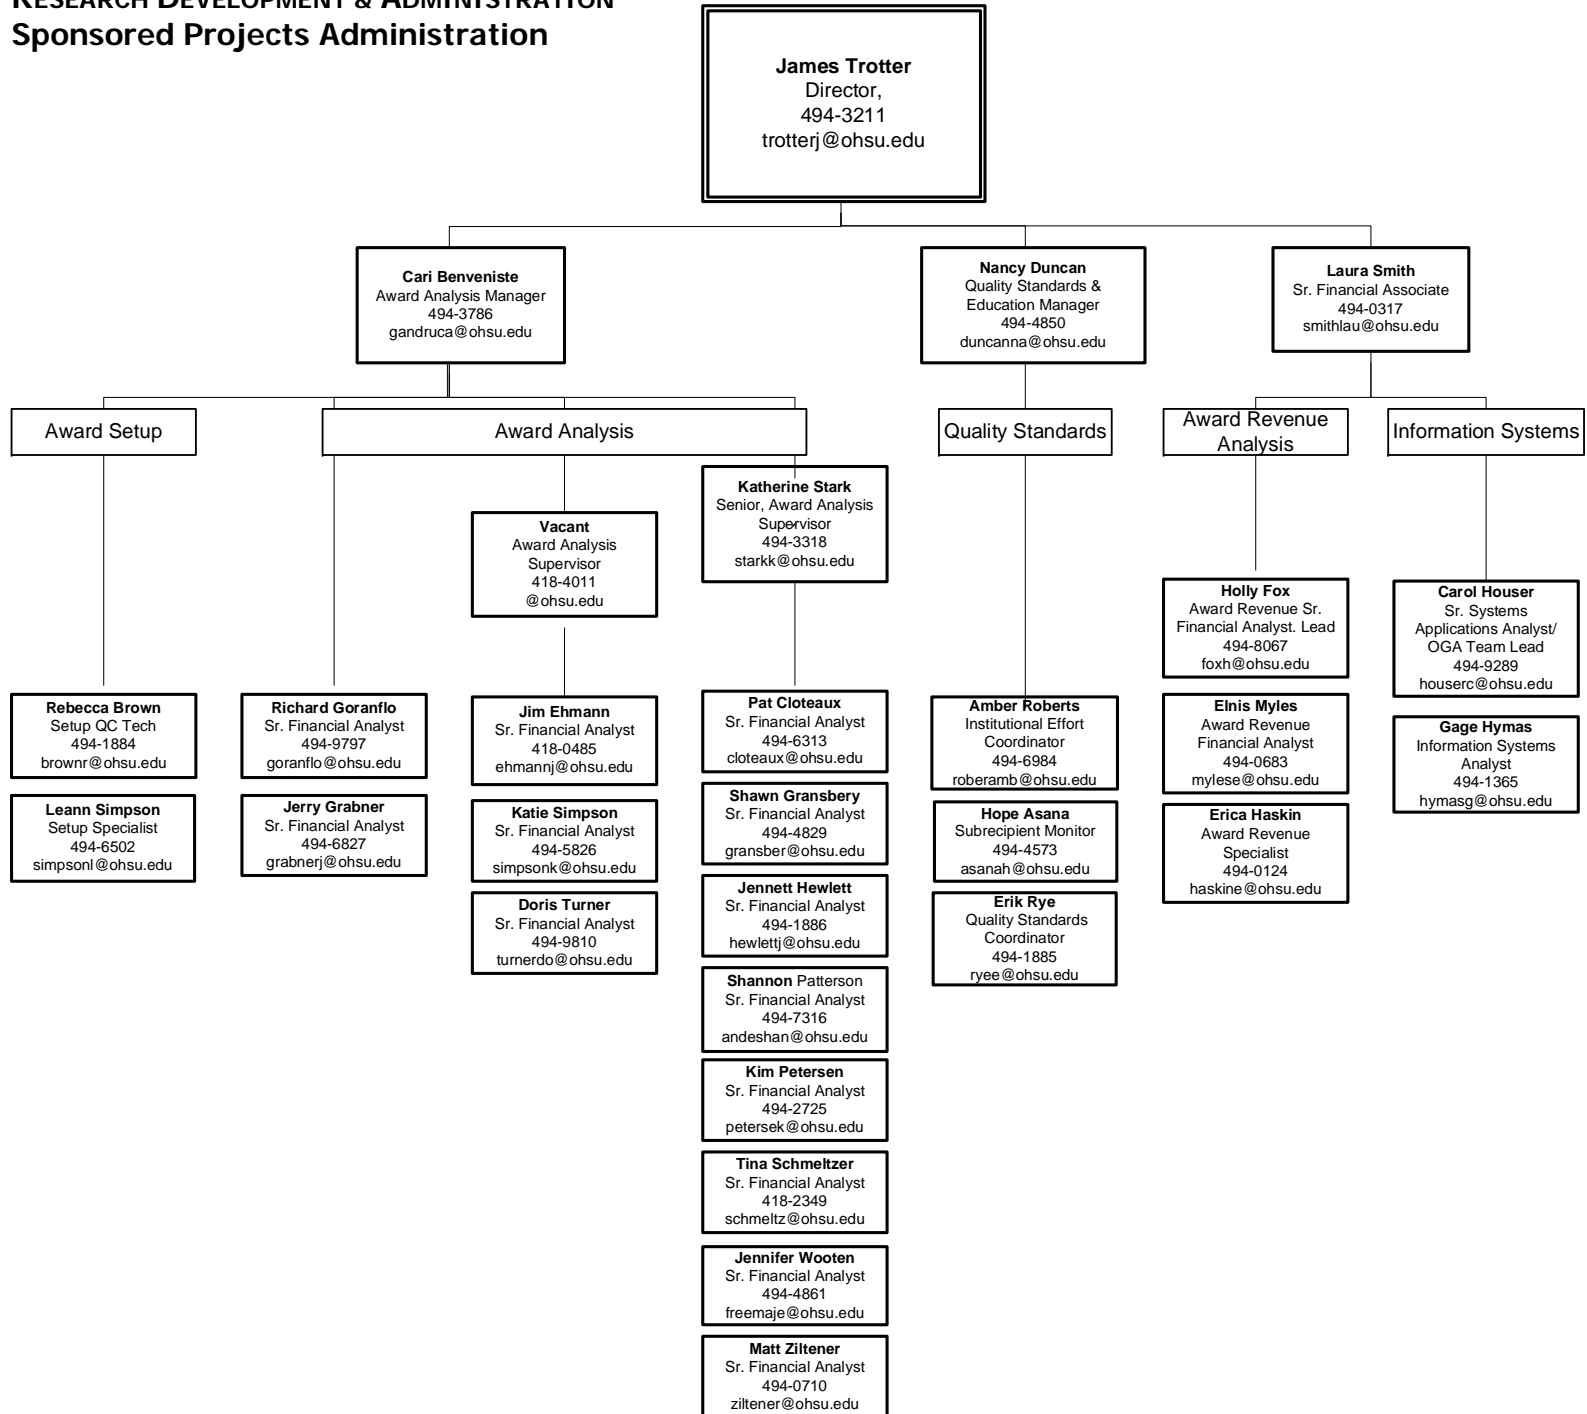 RESEARCH DEVELOPMENT & ADMINISTRATION
Sponsored Projects Administration
James Trotter
Director,
494-3211
trotterj@ohsu.edu
Cari Benveniste
Award Analysis Manager
494-3786
gandruca@ohsu.edu
Nancy Duncan
Quality Standards &
Education Manager
494-4850
duncanna@ohsu.edu
Laura Smith
Sr. Financial Associate
494-0317
smithlau@ohsu.edu
Award Setup
Award Analysis
Quality Standards
Award Revenue
Analysis
Information Systems
Rebecca Brown
Setup QC Tech
494-1884
brownr@ohsu.edu
Leann Simpson
Setup Specialist
494-6502
simpsonl@ohsu.edu
Richard Goranflo
Sr. Financial Analyst
494-9797
goranflo@ohsu.edu
Jerry Grabner
Sr. Financial Analyst
494-6827
grabnerj@ohsu.edu
Vacant
Award Analysis
Supervisor
418-4011
@ohsu.edu
Jim Ehmann
Sr. Financial Analyst
418-0485
ehmannj@ohsu.edu
Katie Simpson
Sr. Financial Analyst
494-5826
simpsonk@ohsu.edu
Doris Turner
Sr. Financial Analyst
494-9810
turnerdo@ohsu.edu
Katherine Stark
Senior, Award Analysis
Supervisor
494-3318
starkk@ohsu.edu
Pat Cloteaux
Sr. Financial Analyst
494-6313
cloteaux@ohsu.edu
Shawn Gransbery
Sr. Financial Analyst
494-4829
gransber@ohsu.edu
Jennett Hewlett
Sr. Financial Analyst
494-1886
hewlettj@ohsu.edu
Shannon Patterson
Sr. Financial Analyst
494-7316
andeshan@ohsu.edu
Kim Petersen
Sr. Financial Analyst
494-2725
petersek@ohsu.edu
Tina Schmeltzer
Sr. Financial Analyst
418-2349
schmeltz@ohsu.edu
Jennifer Wooten
Sr. Financial Analyst
494-4861
freemaje@ohsu.edu
Matt Ziltener
Sr. Financial Analyst
494-0710
ziltener@ohsu.edu
Amber Roberts
Institutional Effort
Coordinator
494-6984
roberamb@ohsu.edu
Hope Asana
Subrecipient Monitor
494-4573
asanah@ohsu.edu
Erik Rye
Quality Standards
Coordinator
494-1885
ryee@ohsu.edu
Holly Fox
Award Revenue Sr.
Financial Analyst. Lead
494-8067
foxh@ohsu.edu
Elnis Myles
Award Revenue
Financial Analyst
494-0683
mylese@ohsu.edu
Erica Haskin
Award Revenue
Specialist
494-0124
haskine@ohsu.edu
Carol Houser
Sr. Systems
Applications Analyst/
OGA Team Lead
494-9289
houserc@ohsu.edu
Gage Hymas
Information Systems
Analyst
494-1365
hymasg@ohsu.edu